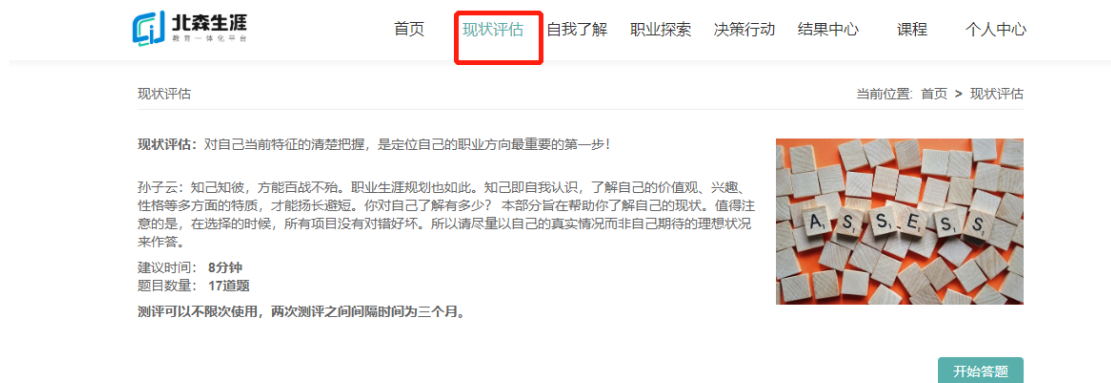 北森生涯
教育一体化平台
首页 现状评估 自我了解 职业探索 决策行动 结果中心 课程 个人中心
现状评估
当前位置: 首页 > 现状评估
现状评估：对自己当前特征的清楚把握，是定位自己的职业方向最重要的第一步！
孙子云：知己知彼，方能百战不殆。职业生涯规划也如此。知己即自我认识，了解自己的价值观、兴趣、
性格等多方面的特质，才能扬长避短。你对自己了解有多少？ 本部分旨在帮助你了解自己的现状。值得注
意的是，在选择的时候，所有项目没有对错好坏。所以请尽量以自己的真实情况而非自己期待的理想状况
来作答。
建议时间： 8分钟
题目数量： 17道题
测评可以不限次使用，两次测评之间间隔时间为三个月。
ASSESS
开始答题